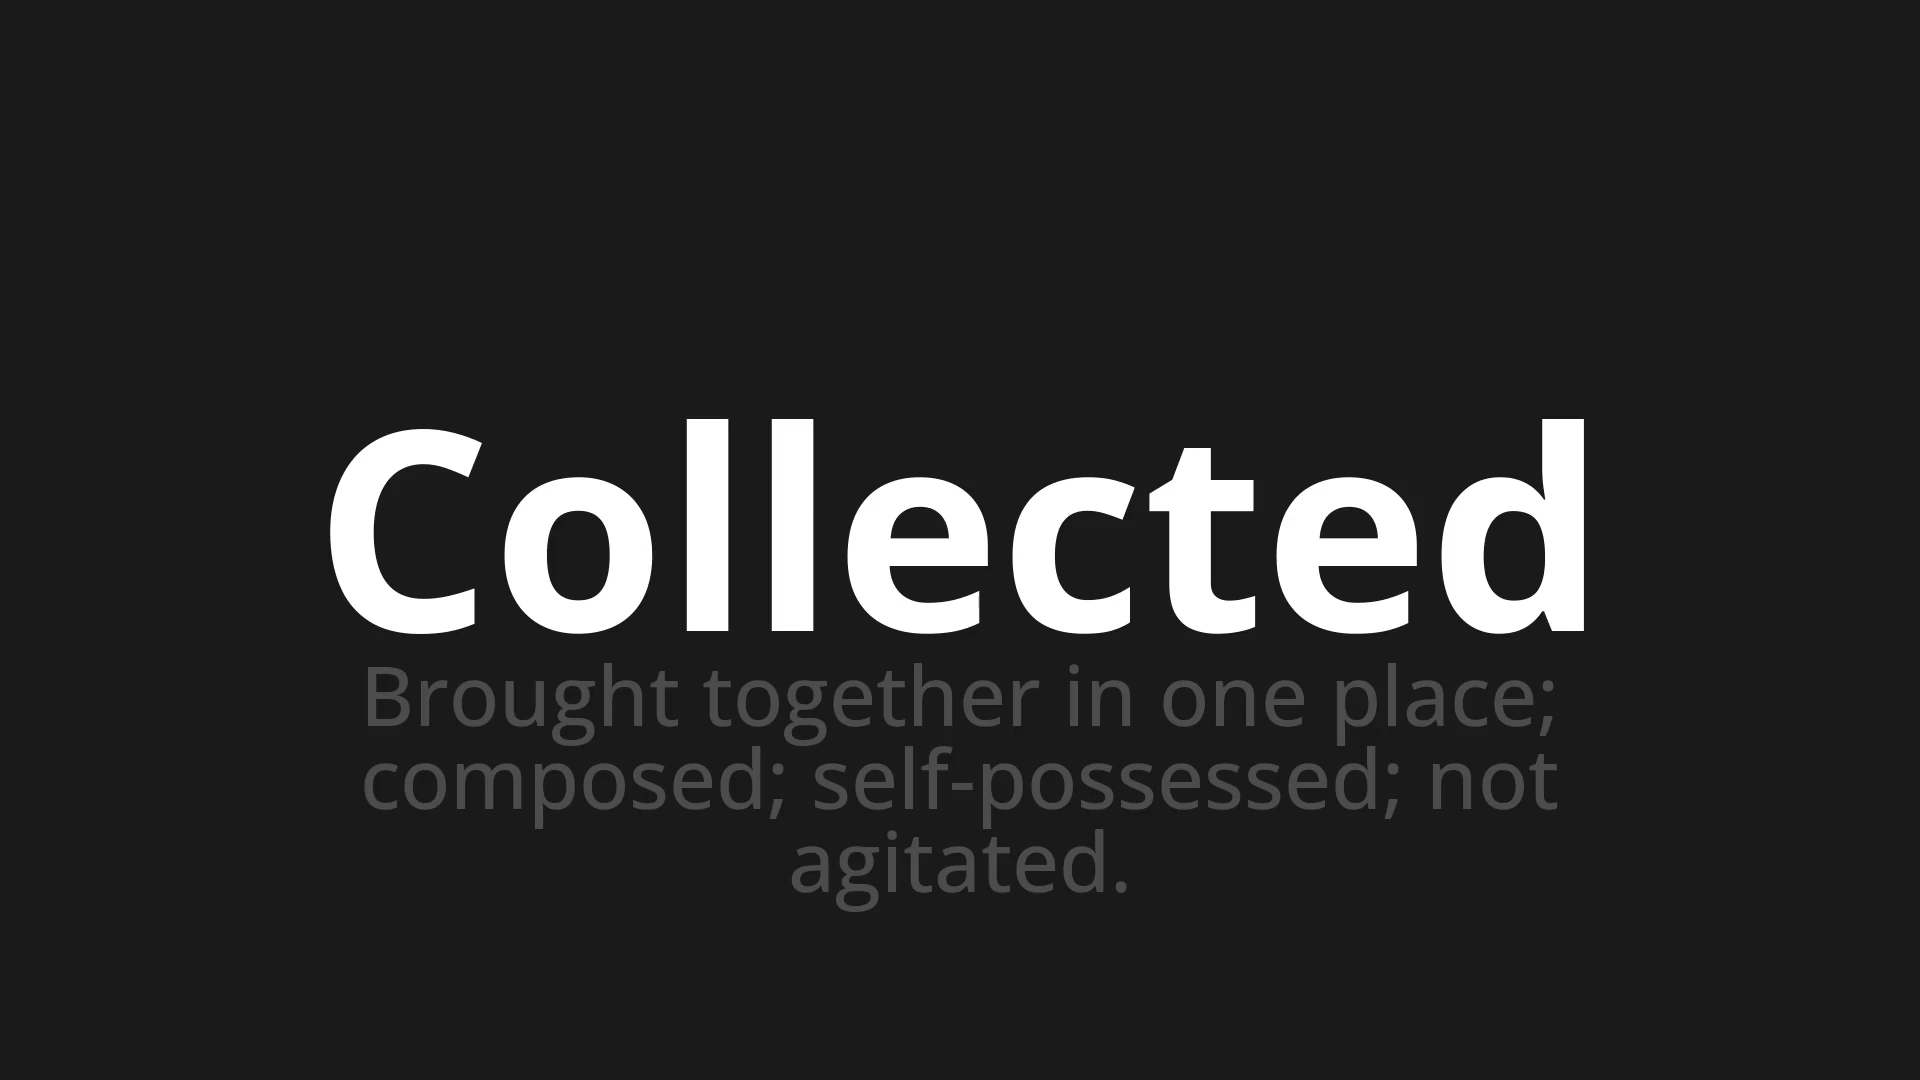 Collected
Brought together in one place;
composed; self-possessed; not
agitated.